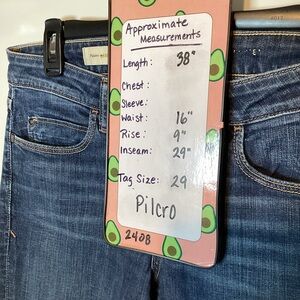 Approximate
Measurements
Length: 38"
Chest:
Sleeve:
Waist: 16"
Rise: 9"
Inseam: 29"
Tag Size: 29
Pilcro
2408